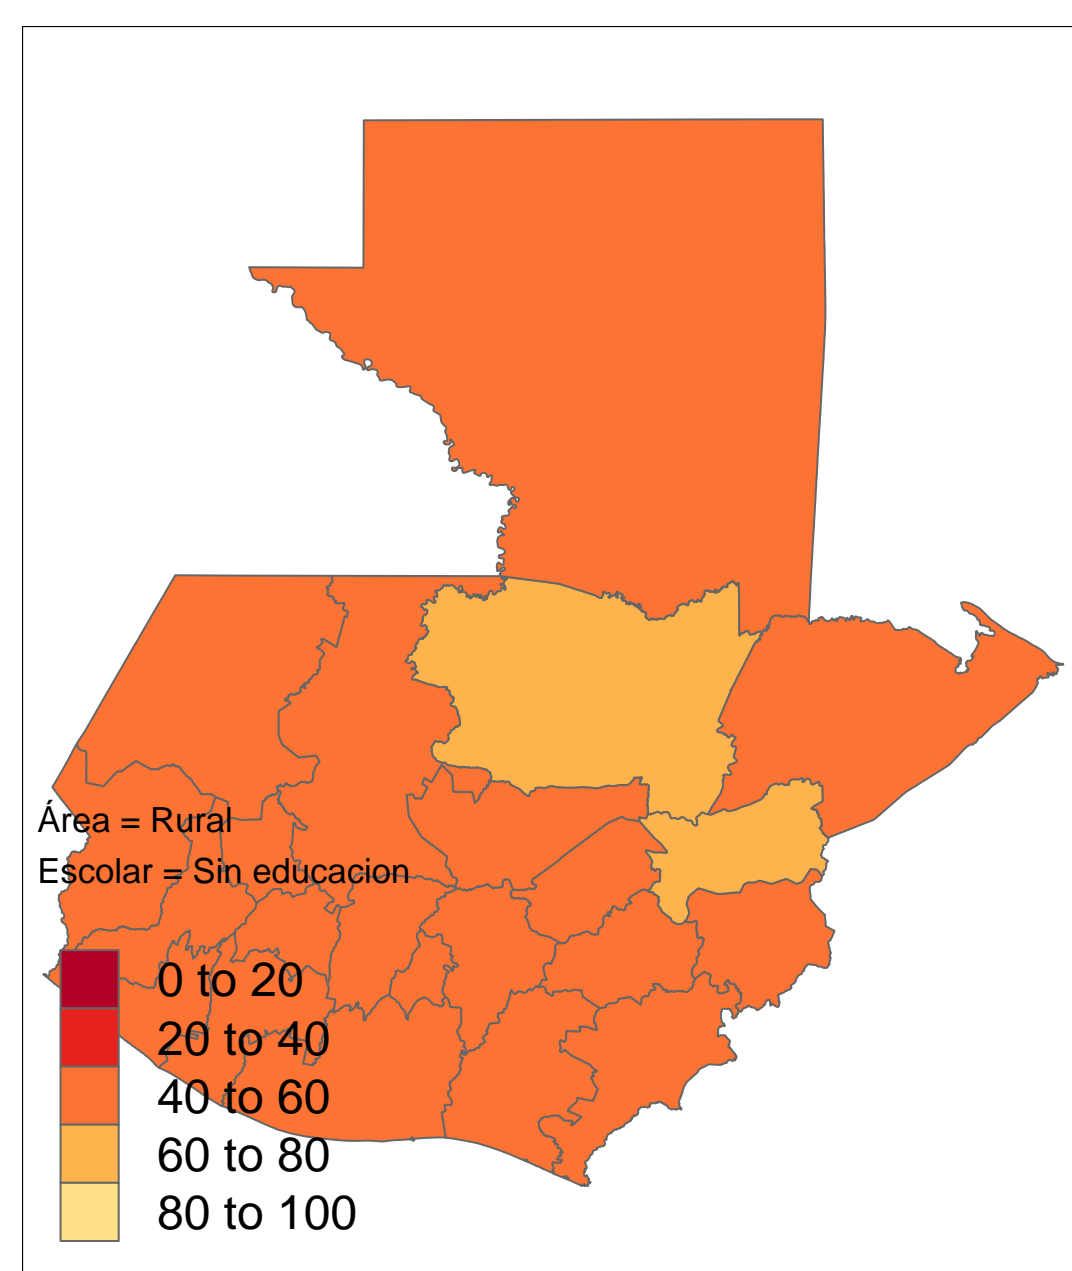 Área = Rural
Escolar = Sin educacion
0 to 20
20 to 40
40 to 60
60 to 80
80 to 100